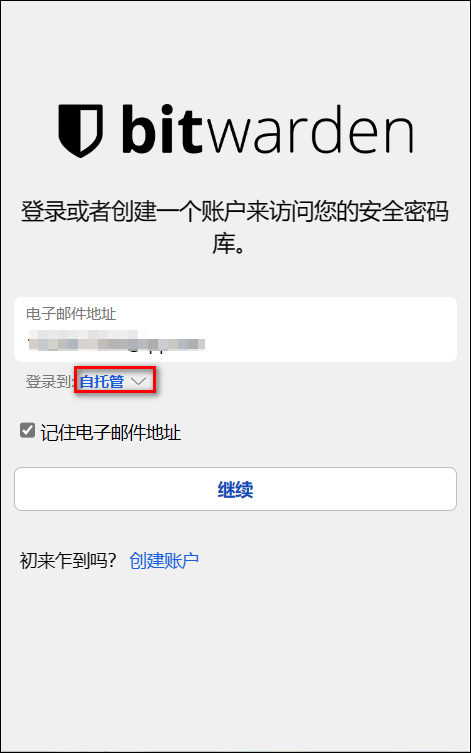 bitwarden
登录或者创建一个账户来访问您的安全密码
库。
电子邮件地址
登录到: 自托管
记住电子邮件地址
继续
初来乍到吗? 创建账户